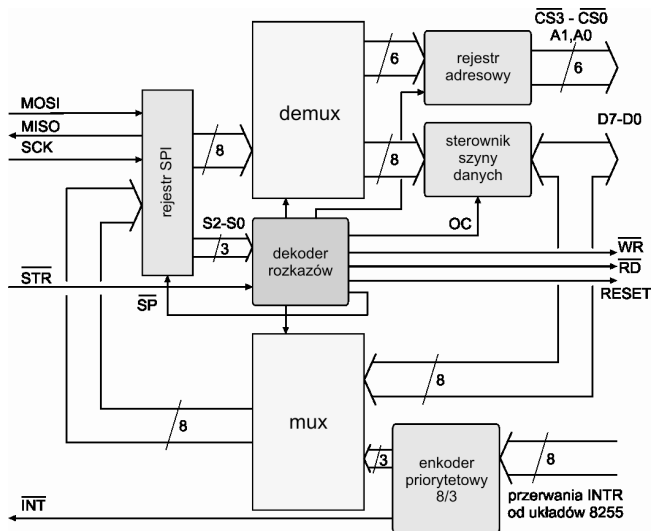 CS3 - CS0
A1,A0
6
rejestr
adresowy
6
demux
MOSI
MISO
SCK
rejestr SPI
8
8
sterownik
szyny
danych
D7-D0
S2-S0
3
OC
dekoder
rozkazów
WR
RD
RESET
STR
SP
mux
8
8
3
enkoder
priorytetowy
8/3
8
przerwania INTR
od układów 8255
INT